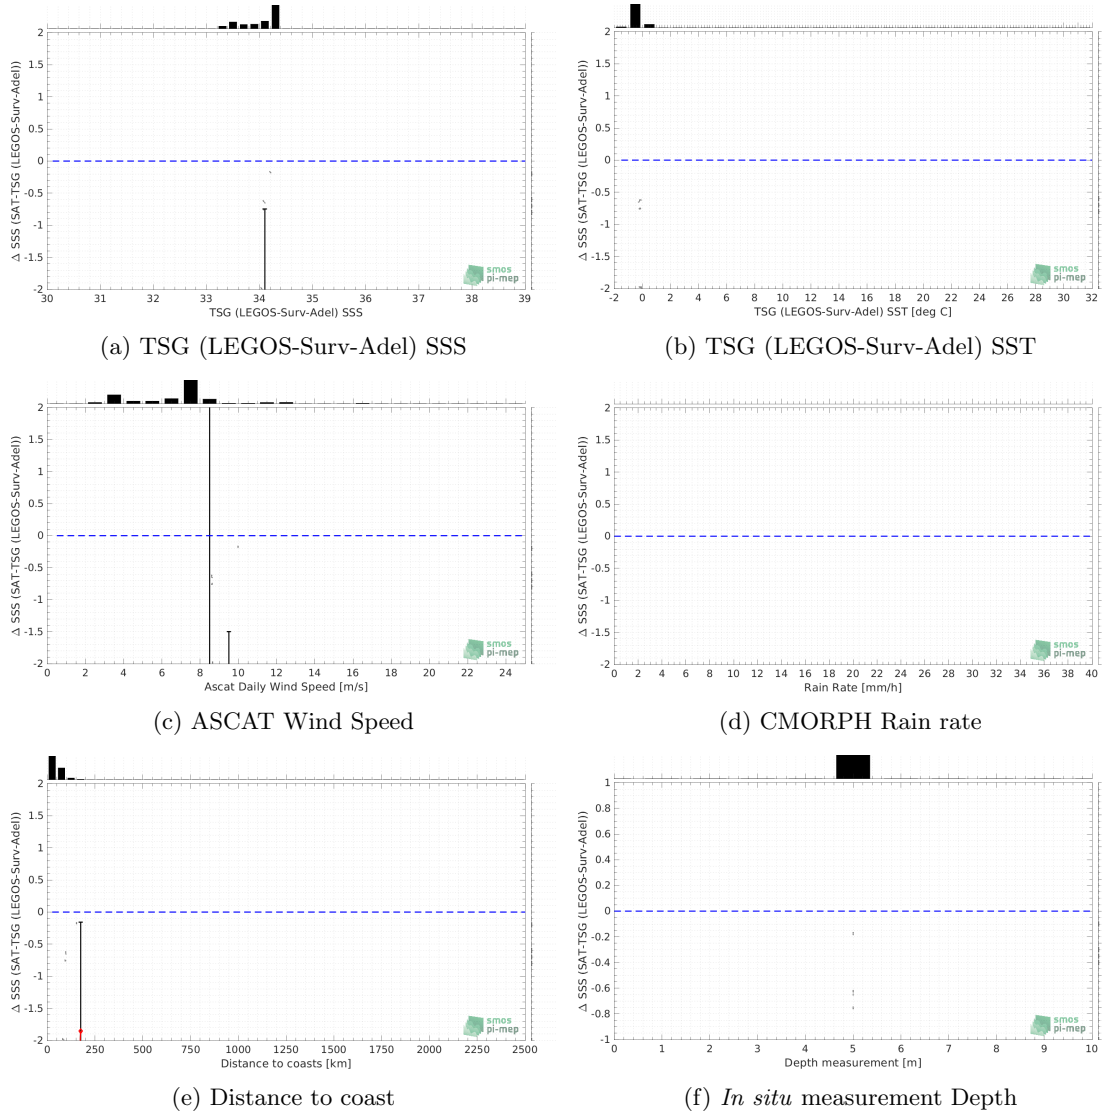 2
1.5
1
0.5
0
-0.5
-1
-1.5
-2
Δ SSS (SAT-TSG (LEGOS-Surv-Adel))
30 31 32 33 34 35 36 37 38 39
TSG (LEGOS-Surv-Adel) SSS
smos
pi-mep
(a) TSG (LEGOS-Surv-Adel) SSS
2
1.5
1
0.5
0
-0.5
-1
-1.5
-2
Δ SSS (SAT-TSG (LEGOS-Surv-Adel))
-2 0 2 4 6 8 10 12 14 16 18 20 22 24 26 28 30 32
TSG (LEGOS-Surv-Adel) SST [deg C]
smos
pi-mep
(b) TSG (LEGOS-Surv-Adel) SST
2
1.5
1
0.5
0
-0.5
-1
-1.5
-2
Δ SSS (SAT-TSG (LEGOS-Surv-Adel))
0 2 4 6 8 10 12 14 16 18 20 22 24
Ascat Daily Wind Speed [m/s]
smos
pi-mep
(c) ASCAT Wind Speed
2
1.5
1
0.5
0
-0.5
-1
-1.5
-2
Δ SSS (SAT-TSG (LEGOS-Surv-Adel))
0 2 4 6 8 10 12 14 16 18 20 22 24 26 28 30 32 34 36 38 40
Rain Rate [mm/h]
smos
pi-mep
(d) CMORPH Rain rate
2
1.5
1
0.5
0
-0.5
-1
-1.5
-2
Δ SSS (SAT-TSG (LEGOS-Surv-Adel))
0 250 500 750 1000 1250 1500 1750 2000 2250 2500
Distance to coasts [km]
smos
pi-mep
(e) Distance to coast
1
0.8
0.6
0.4
0.2
0
-0.2
-0.4
-0.6
-0.8
-1
Δ SSS (SAT-TSG (LEGOS-Surv-Adel))
0 1 2 3 4 5 6 7 8 9 10
Depth measurement [m]
smos
pi-mep
(f) In situ measurement Depth